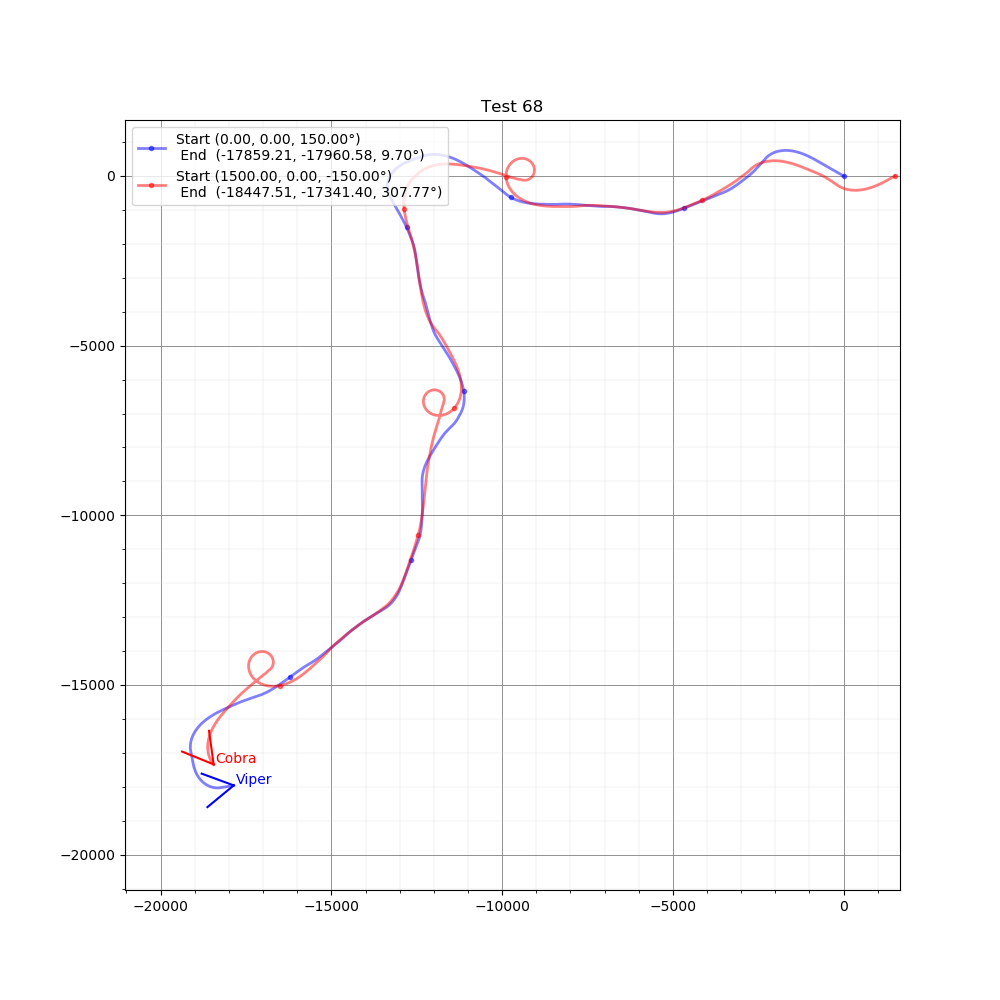 Test 68
Start (0.00, 0.00, 150.00°)
End (-17859.21, -17960.58, 9.70°)
Start (1500.00, 0.00, -150.00°)
End (-18447.51, -17341.40, 307.77°)
0
−5000
−10000
−15000
−20000
Cobra
Viper
−20000 −15000 −10000 −5000 0